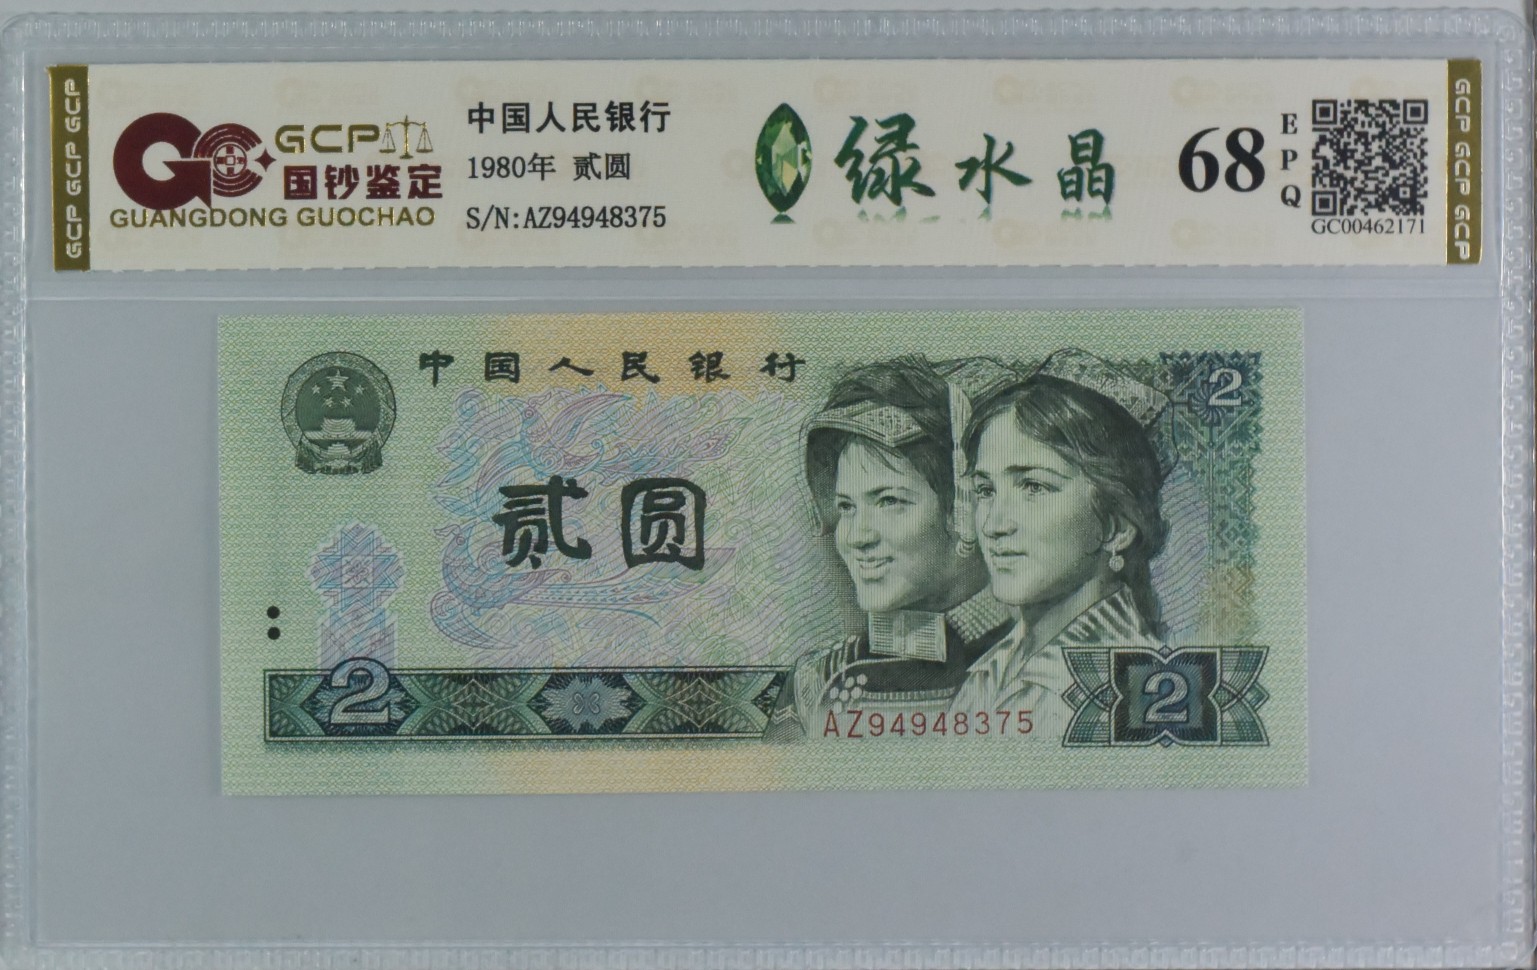 GCP GCP GCP
GCP
国钞鉴定
GUANGDONG GUOCHAO
中国人民银行
1980年 贰圆
S/N:AZ94948375
绿水晶
68
EPQ
GC00462171
GCP GCP GCP
中国人民银行
2
贰圆
2
AZ94948375
2